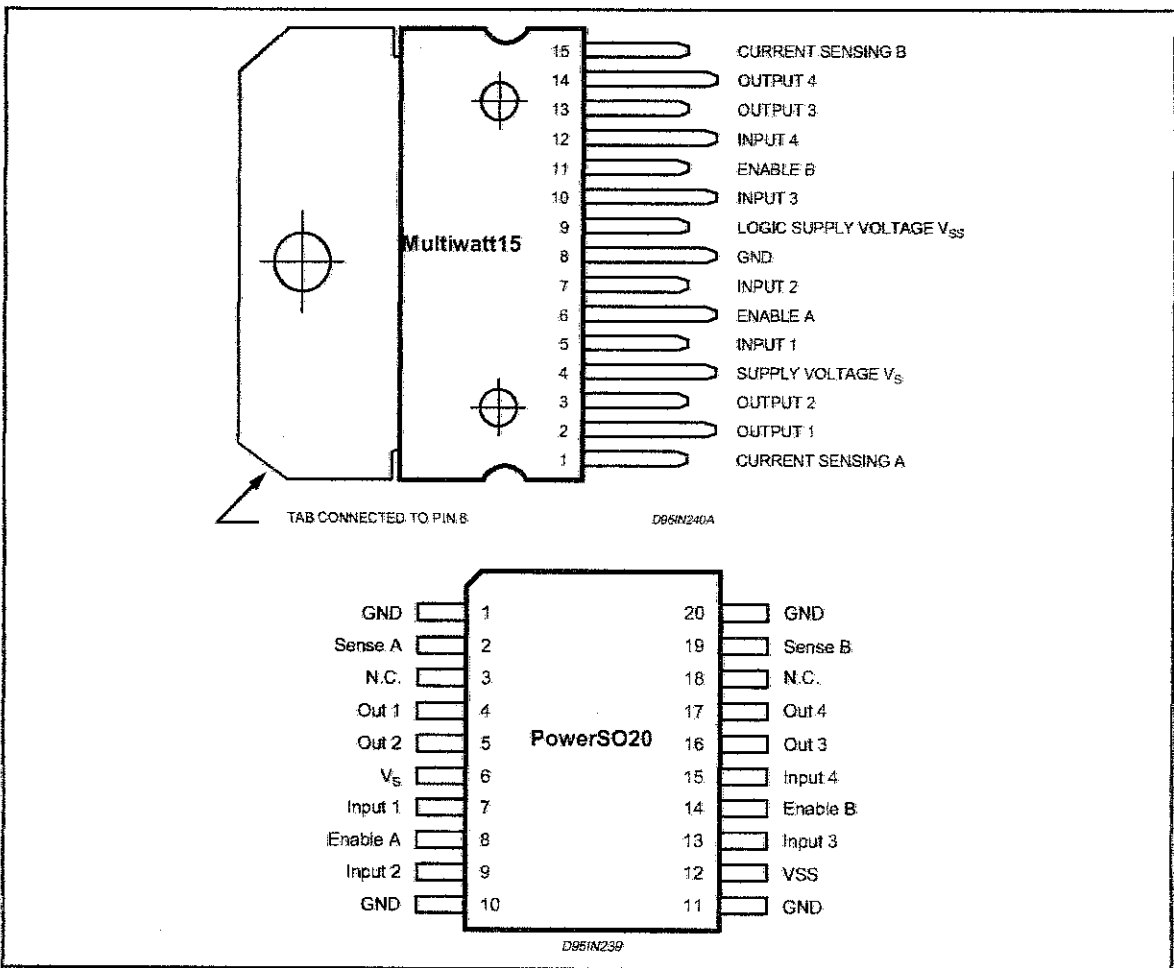 15 CURRENT SENSING B
14 OUTPUT 4
13 OUTPUT 3
12 INPUT 4
11 ENABLE B
10 INPUT 3
Multiwatt15
9 LOGIC SUPPLY VOLTAGE VSS
8 GND
7 INPUT 2
6 ENABLE A
5 INPUT 1
4 SUPPLY VOLTAGE VS
3 OUTPUT 2
2 OUTPUT 1
1 CURRENT SENSING A
TAB CONNECTED TO PIN 8
D95IN240A
GND 1 20 GND
Sense A 2 19 Sense B
N.C. 3 18 N.C.
Out 1 4 17 Out 4
Out 2 5 PowerSO20 16 Out 3
VS 6 15 Input 4
Input 1 7 14 Enable B
Enable A 8 13 Input 3
Input 2 9 12 VSS
GND 10 11 GND
D95IN239